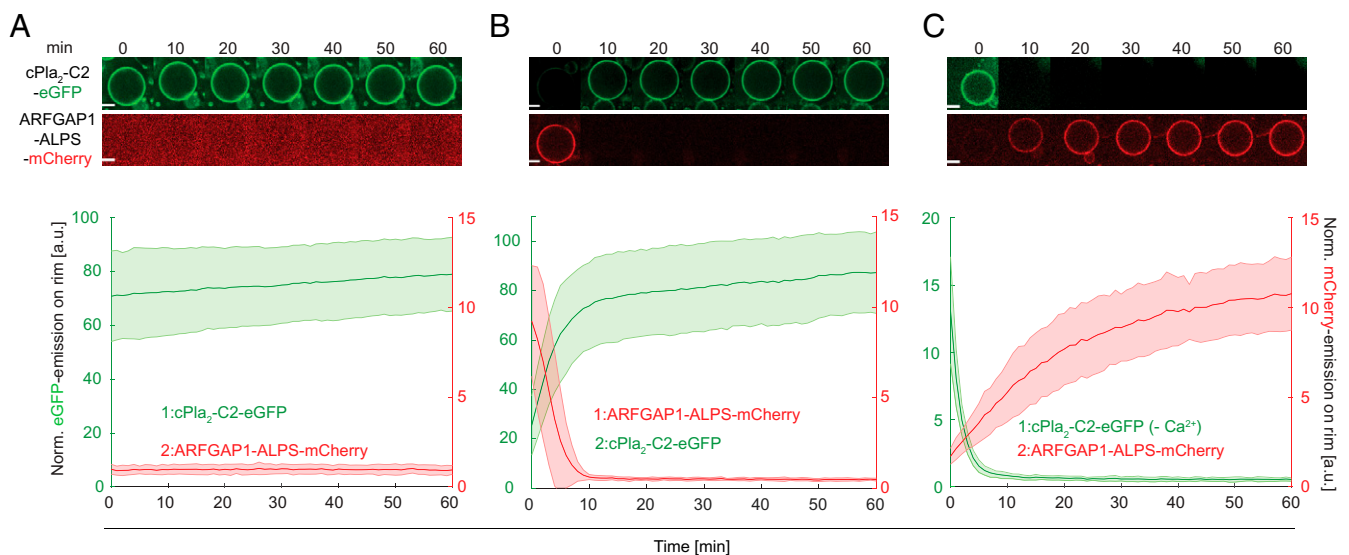 A
B
C
min 0 10 20 30 40 50 60
0 10 20 30 40 50 60
0 10 20 30 40 50 60
cPla₂-C2
-eGFP
ARFGAP1
-ALPS
-mCherry
Norm. eGFP-emission on rim [a.u.]
100
80
60
40
20
0
15
10
5
0
1:cPla₂-C2-eGFP
2:ARFGAP1-ALPS-mCherry
0 10 20 30 40 50 60
100
80
60
40
20
0
15
10
5
0
1:ARFGAP1-ALPS-mCherry
2:cPla₂-C2-eGFP
0 10 20 30 40 50 60
20
15
10
5
0
15
10
5
0
1:cPla₂-C2-eGFP (- Ca²⁺)
2:ARFGAP1-ALPS-mCherry
0 10 20 30 40 50 60
Norm. mCherry-emission on rim [a.u.]
Time [min]